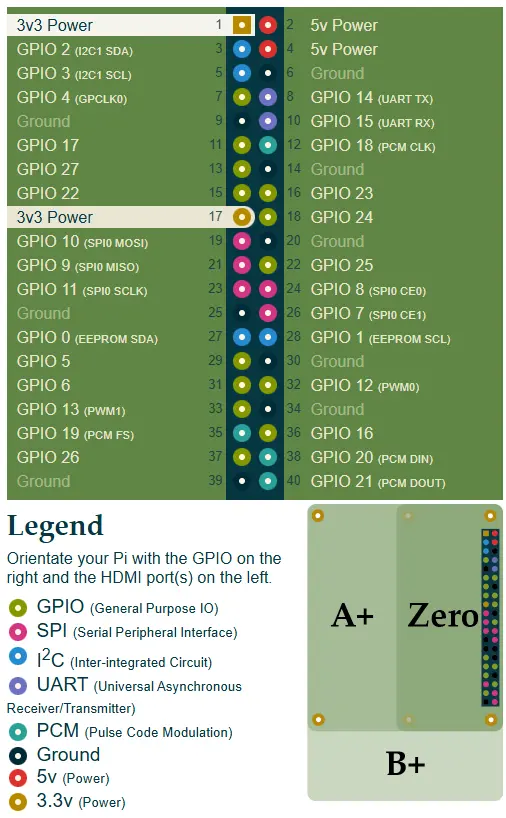 3v3 Power 1 2 5v Power
GPIO 2 (I2C1 SDA) 3 4 5v Power
GPIO 3 (I2C1 SCL) 5 6 Ground
GPIO 4 (GPCLK0) 7 8 GPIO 14 (UART TX)
Ground 9 10 GPIO 15 (UART RX)
GPIO 17 11 12 GPIO 18 (PCM CLK)
GPIO 27 13 14 Ground
GPIO 22 15 16 GPIO 23
3v3 Power 17 18 GPIO 24
GPIO 10 (SPI0 MOSI) 19 20 Ground
GPIO 9 (SPI0 MISO) 21 22 GPIO 25
GPIO 11 (SPI0 SCLK) 23 24 GPIO 8 (SPI0 CE0)
Ground 25 26 GPIO 7 (SPI0 CE1)
GPIO 0 (EEPROM SDA) 27 28 GPIO 1 (EEPROM SCL)
GPIO 5 29 30 Ground
GPIO 6 31 32 GPIO 12 (PWM0)
GPIO 13 (PWM1) 33 34 Ground
GPIO 19 (PCM FS) 35 36 GPIO 16
GPIO 26 37 38 GPIO 20 (PCM DIN)
Ground 39 40 GPIO 21 (PCM DOUT)
Legend
Orientate your Pi with the GPIO on the
right and the HDMI port(s) on the left.
GPIO (General Purpose IO)
SPI (Serial Peripheral Interface)
I2C (Inter-integrated Circuit)
UART (Universal Asynchronous
Receiver/Transmitter)
PCM (Pulse Code Modulation)
Ground
5v (Power)
3.3v (Power)
A+ Zero
B+